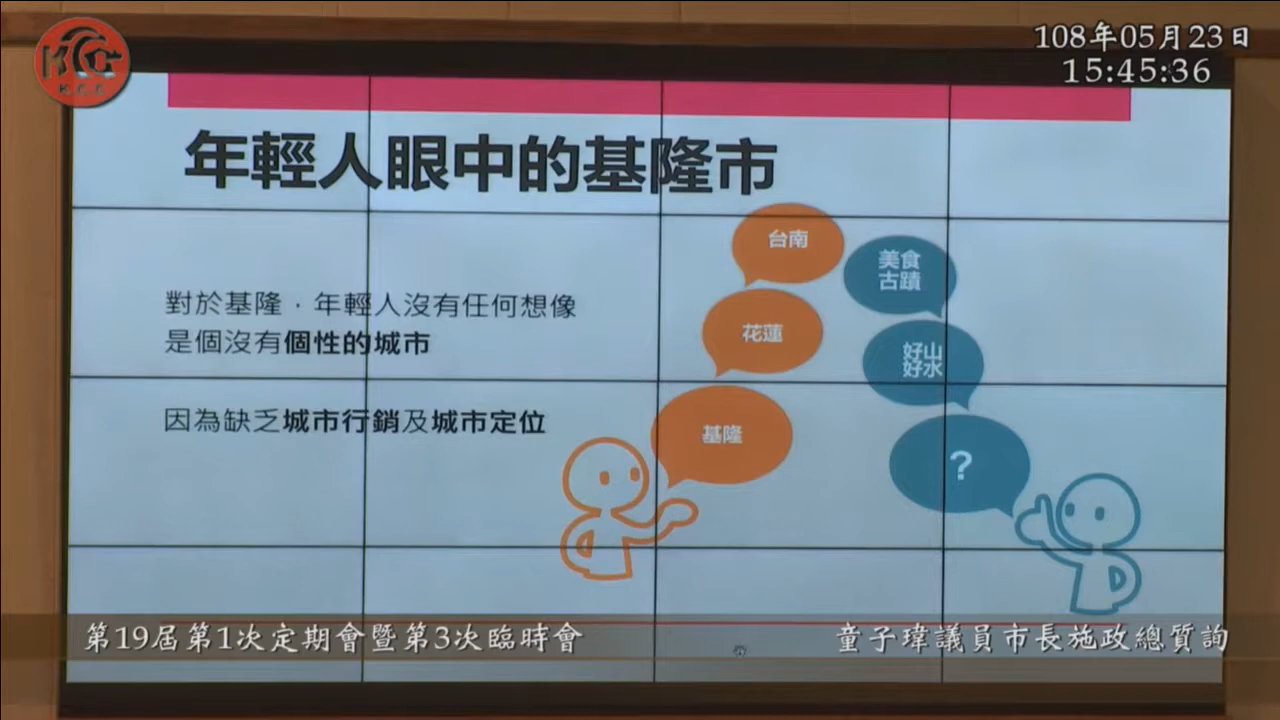 KCC
K.C.C
108年05月23日
15:45:36
年輕人眼中的基隆市
對於基隆，年輕人沒有任何想像
是個沒有個性的城市
因為缺乏城市行銷及城市定位
台南
美食
古蹟
花蓮
好山
好水
基隆
?
第19屆第1次定期會暨第3次臨時會
童子瑋議員市長施政總質詢